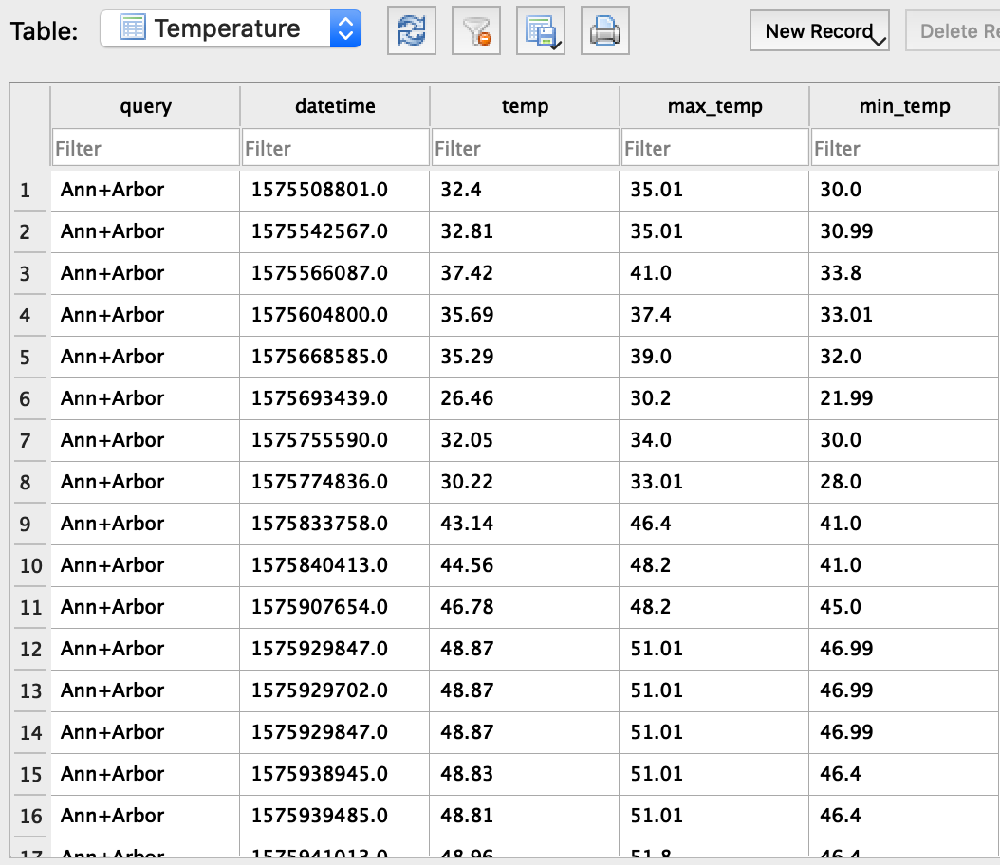 Table: Temperature New Record Delete Re
query datetime temp max_temp min_temp
Filter Filter Filter Filter Filter
1 Ann+Arbor 1575508801.0 32.4 35.01 30.0
2 Ann+Arbor 1575542567.0 32.81 35.01 30.99
3 Ann+Arbor 1575566087.0 37.42 41.0 33.8
4 Ann+Arbor 1575604800.0 35.69 37.4 33.01
5 Ann+Arbor 1575668585.0 35.29 39.0 32.0
6 Ann+Arbor 1575693439.0 26.46 30.2 21.99
7 Ann+Arbor 1575755590.0 32.05 34.0 30.0
8 Ann+Arbor 1575774836.0 30.22 33.01 28.0
9 Ann+Arbor 1575833758.0 43.14 46.4 41.0
10 Ann+Arbor 1575840413.0 44.56 48.2 41.0
11 Ann+Arbor 1575907654.0 46.78 48.2 45.0
12 Ann+Arbor 1575929847.0 48.87 51.01 46.99
13 Ann+Arbor 1575929702.0 48.87 51.01 46.99
14 Ann+Arbor 1575929847.0 48.87 51.01 46.99
15 Ann+Arbor 1575938945.0 48.83 51.01 46.4
16 Ann+Arbor 1575939485.0 48.81 51.01 46.4
17 Ann+Arbor 1575941013.0 48.96 51.8 46.4